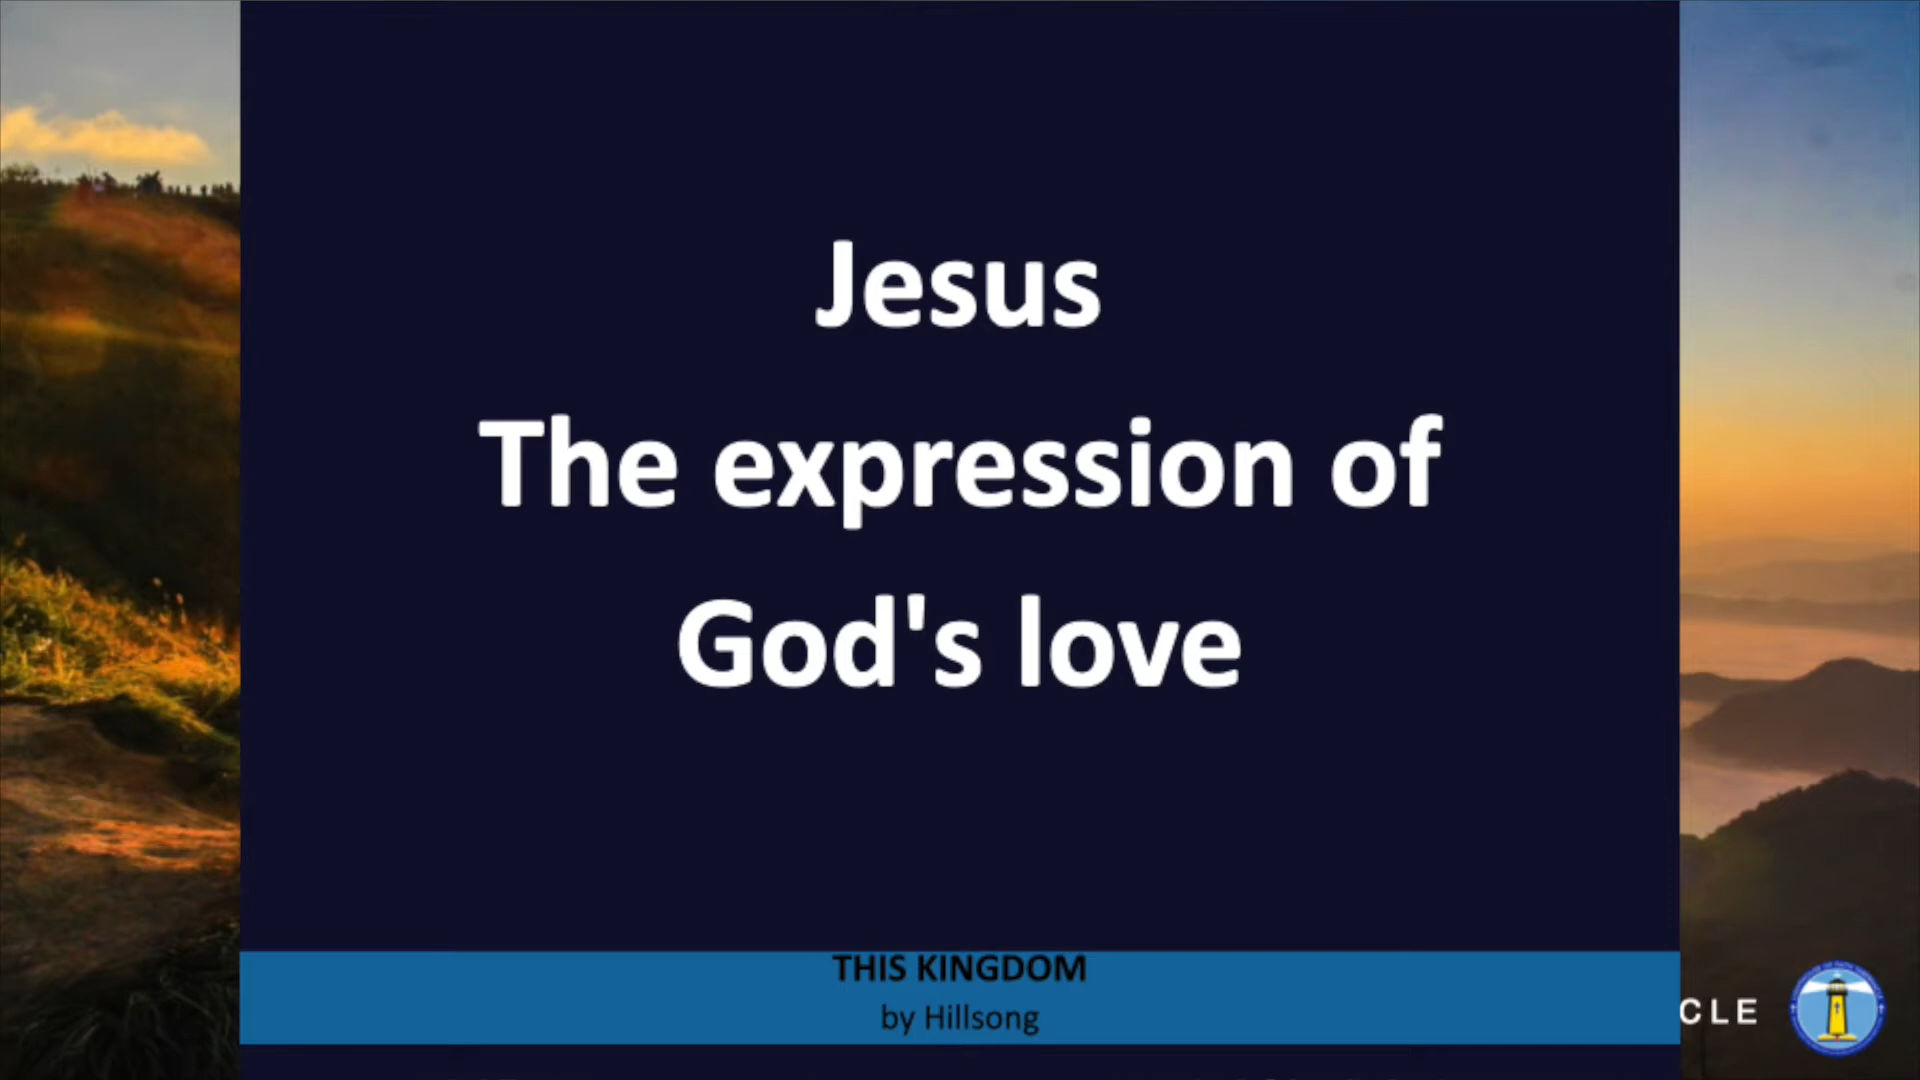 Jesus
The expression of
God's love
THIS KINGDOM
by Hillsong
CLE